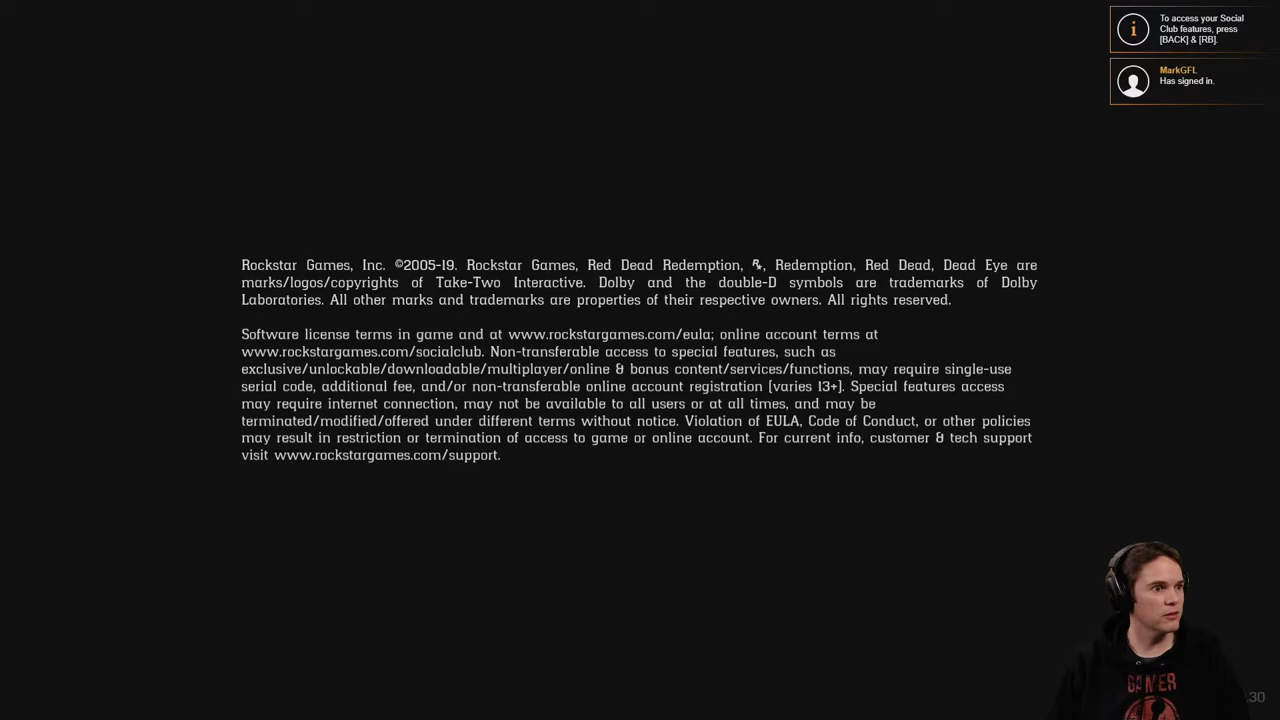 To access your Social
Club features, press
[BACK] & [RB].
MarkGFL
Has signed in.
Rockstar Games, Inc. ©2005-19. Rockstar Games, Red Dead Redemption, R*, Redemption, Red Dead, Dead Eye are
marks/logos/copyrights of Take-Two Interactive. Dolby and the double-D symbols are trademarks of Dolby
Laboratories. All other marks and trademarks are properties of their respective owners. All rights reserved.
Software license terms in game and at www.rockstargames.com/eula; online account terms at
www.rockstargames.com/socialclub. Non-transferable access to special features, such as
exclusive/unlockable/downloadable/multiplayer/online & bonus content/services/functions, may require single-use
serial code, additional fee, and/or non-transferable online account registration [varies 13+]. Special features access
may require internet connection, may not be available to all users or at all times, and may be
terminated/modified/offered under different terms without notice. Violation of EULA, Code of Conduct, or other policies
may result in restriction or termination of access to game or online account. For current info, customer & tech support
visit www.rockstargames.com/support.
GAMER
.30